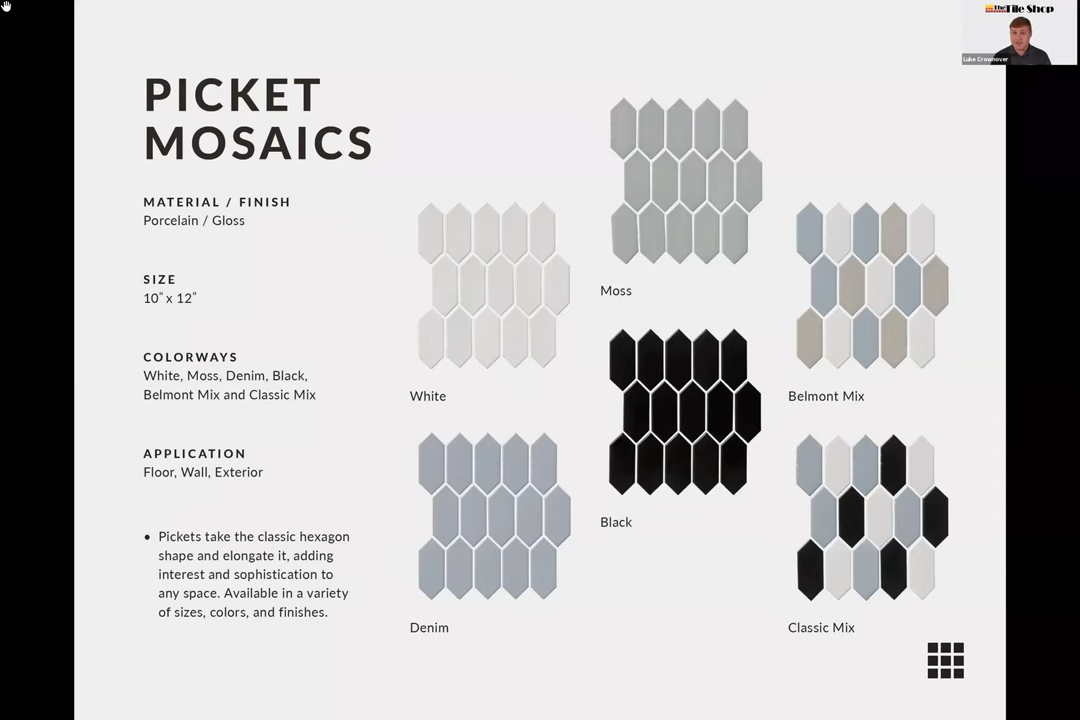 The Tile Shop
Luke Crownover
PICKET
MOSAICS
MATERIAL / FINISH
Porcelain / Gloss
SIZE
10" x 12"
COLORWAYS
White, Moss, Denim, Black,
Belmont Mix and Classic Mix
APPLICATION
Floor, Wall, Exterior
• Pickets take the classic hexagon
shape and elongate it, adding
interest and sophistication to
any space. Available in a variety
of sizes, colors, and finishes.
White
Denim
Moss
Black
Belmont Mix
Classic Mix